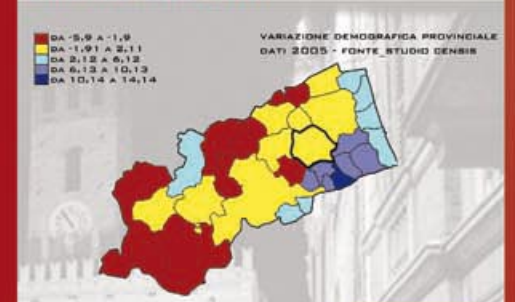 DA -5,9 A -1,9
DA -1,91 A 2,11
DA 2,12 A 6,12
DA 6,13 A 10,13
DA 10,14 A 14,14
VARIAZIONE DEMOGRAFICA PROVINCIALE
DATI 2005 - FONTE_STUDIO CENSIS